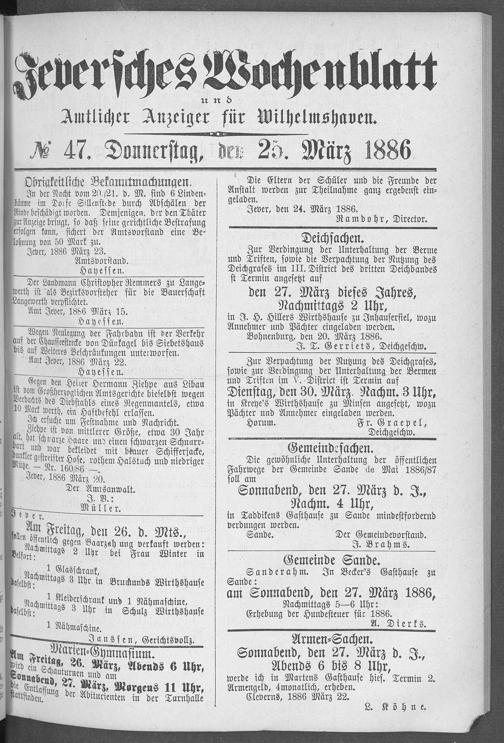 Jeversches Wochenblatt
und
Amtlicher Anzeiger für Wilhelmshaven.
№ 47. Donnerstag, den 25. März 1886
Obrigkeitliche Bekanntmachungen.
In der Nacht vom 20./21. d. M. sind 6 Linden-
bäume im Dorfe Sillenstede durch Abschälen der
Rinde beschädigt worden. Demjenigen, der den Thäter
zur Anzeige bringt, so daß seine gerichtliche Bestrafung
erfolgen kann, sichert der Amtsvorstand eine Be-
lohnung von 50 Mark zu.
Jever, 1886 März 23.
Amtsvorstand.
Hayessen.
Der Landmann Christopher Remmers zu Lange-
werth ist als Bezirksvorsteher für die Bauerschaft
Langewerth verpflichtet.
Amt Jever, 1886 März 15.
Hayessen.
Wegen Neulegung der Fahrbahn ist der Verkehr
auf der Chausseestrecke von Dünkagel bis Siebetshaus
bis auf Weiteres Beschränkungen unterworfen.
Amt Jever, 1886 März 22.
Hayessen.
Gegen den Heizer Hermann Ziehpe aus Libau
ist vom Großherzoglichen Amtsgerichte hieselbst wegen
Verdachts des Diebstahls eines Regenmantels, etwa
10 Mark werth, ein Haftbefehl erlassen.
Ich ersuche um Festnahme und Nachricht.
Ziehpe ist von mittlerer Größe, etwa 30 Jahr
alt, hat schwarze Haare und einen schwarzen Schnurr-
bart und war bekleidet mit blauer Schifferjacke,
dunkler gestreifter Hose, rothem Halstuch und niedriger
Mütze. — Nr. 160/86 —.
Jever, 1886 März 20.
Der Amtsanwalt.
J. V.:
Müller.
Jever.
Am Freitag, den 26. d. Mts.,
sollen öffentlich gegen Baarzahlung verkauft werden:
Nachmittags 2 Uhr bei Frau Winter in
Belfort:
1 Glasschrank,
Nachmittags 3 Uhr in Bruckands Wirthshause
daselbst:
1 Kleiderschrank und 1 Nähmaschine,
Nachmittags 3 Uhr in Schulz Wirthshause
daselbst:
1 Nähmaschine.
Janssen, Gerichtsvollz.
Marien-Gymnasium.
Am Freitag, 26. März, Abends 6 Uhr,
wird ein Schauturnen und am
Sonnabend, 27. März, Morgens 11 Uhr,
die Entlassung der Abiturienten in der Turnhalle
stattfinden.
Die Eltern der Schüler und die Freunde der
Anstalt werden zur Theilnahme ganz ergebenst ein-
geladen.
Jever, den 24. März 1886.
Ramdohr, Director.
Deichsachen.
Zur Verdingung der Unterhaltung der Berme
und Triften, sowie die Verpachtung der Nutzung des
Deichgrases im III. District des dritten Deichbandes
ist Termin angesetzt auf
den 27. März dieses Jahres,
Nachmittags 2 Uhr,
in J. H. Hillers Wirthshause zu Inhausersiel, wozu
Annehmer und Pächter eingeladen werden.
Bohnenburg, den 20. März 1886.
J. T. Gerriets, Deichgeschw.
Zur Verpachtung der Nutzung des Deichgrases,
sowie zur Verdingung der Unterhaltung der Bermen
und Triften im V. District ist Termin auf
Dienstag, den 30. März Nachm. 3 Uhr,
in Kreye's Wirthshause zu Minsen angesetzt, wozu
Pächter und Annehmer eingeladen werden.
Horum. Fr. Graepel,
Deichgeschw.
Gemeindesachen.
Die gewöhnliche Unterhaltung der öffentlichen
Fahrwege der Gemeinde Sande de Mai 1886/87
soll am
Sonnabend, den 27. März d. J.,
Nachm. 4 Uhr,
in Taddikens Gasthause zu Sande mindestfordernd
verdungen werden.
Sande. Der Gemeindevorstand.
J. Brahms.
Gemeinde Sande.
Sanderahm. In Becker's Gasthause zu
Sande:
am Sonnabend, den 27. März 1886,
Nachmittags 5—6 Uhr:
Erhebung der Hundesteuer für 1886.
A. Dierks.
Armen-Sachen.
Sonnabend, den 27. März d. J.,
Abends 6 bis 8 Uhr,
werde ich in Martens Gasthause hies. Termin 2.
Armengeld, 4monatlich, erheben.
Cleverns, 1886 März 22.
L. Köhne.